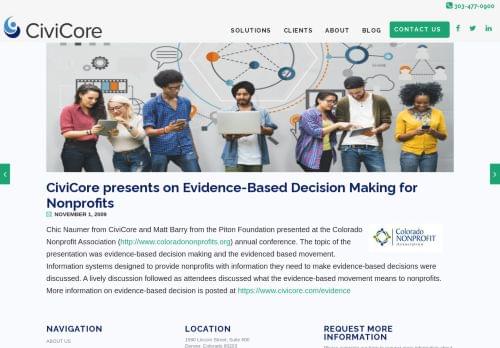 303-477-0900
CiviCore
SOLUTIONS CLIENTS ABOUT BLOG CONTACT US
CiviCore presents on Evidence-Based Decision Making for
Nonprofits
NOVEMBER 1, 2009
Chic Naumer from CiviCore and Matt Barry from the Piton Foundation presented at the Colorado
Nonprofit Association (http://www.coloradononprofits.org) annual conference. The topic of the
presentation was evidence-based decision making and the evidenced based movement.
Colorado
NONPROFIT
Association
Information systems designed to provide nonprofits with information they need to make evidence-based decisions were
discussed. A lively discussion followed as attendees discussed what the evidence-based movement means to nonprofits.
More information on evidence-based decision is posted at https://www.civicore.com/evidence
NAVIGATION
ABOUT US
LOCATION
1990 Lincoln Street, Suite 600
Denver, Colorado 80203
REQUEST MORE
INFORMATION